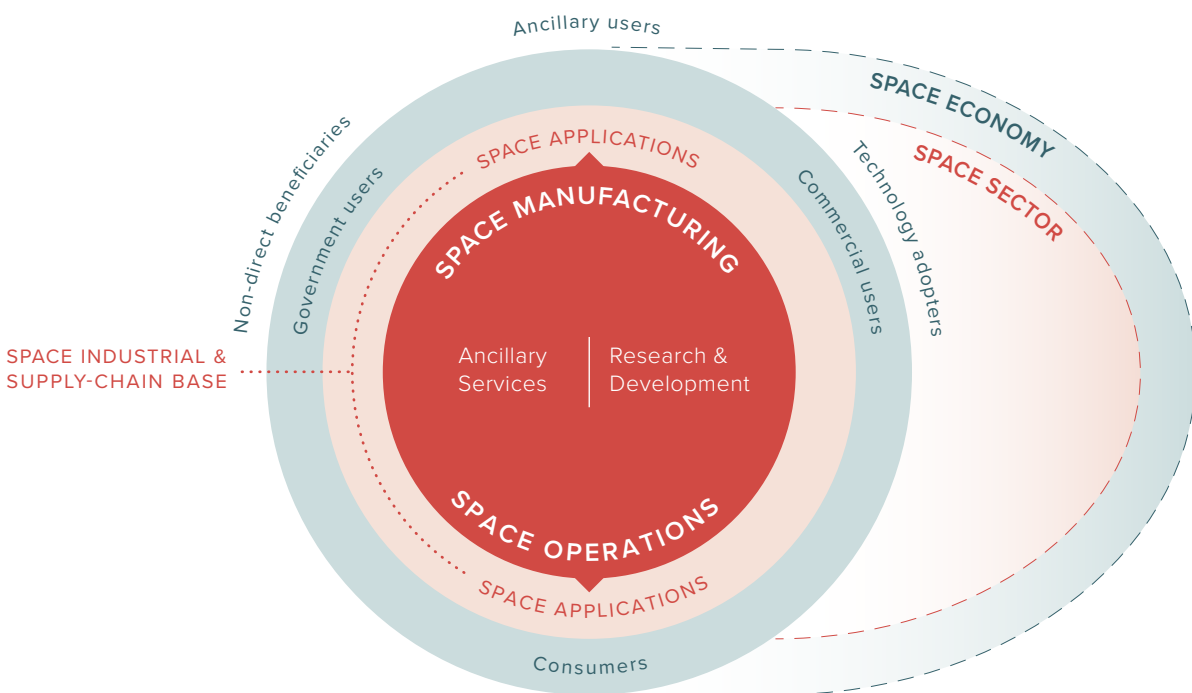 Ancillary users
SPACE ECONOMY
SPACE SECTOR
Non-direct beneficiaries
Government users
SPACE APPLICATIONS
Technology adopters
Commercial users
SPACE MANUFACTURING
SPACE INDUSTRIAL &
SUPPLY-CHAIN BASE
Ancillary
Services
Research &
Development
SPACE OPERATIONS
SPACE APPLICATIONS
Consumers